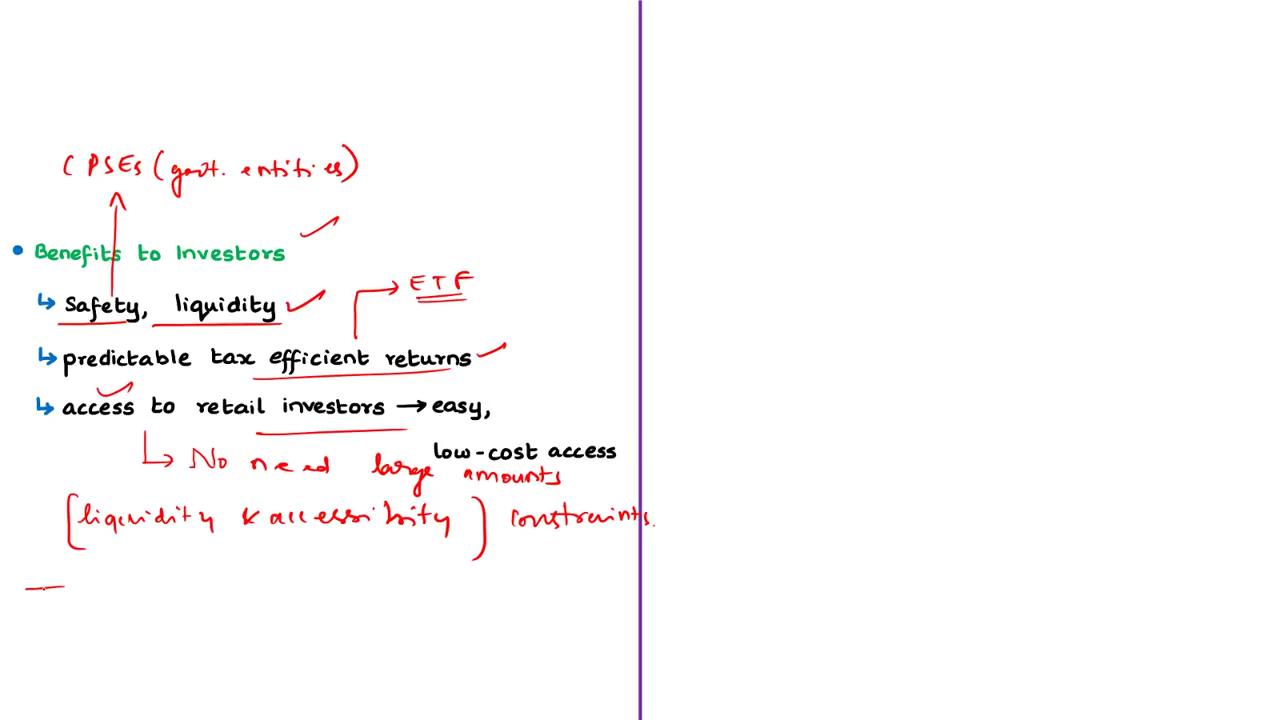 CPSEs (govt. entities)
• Benefits to Investors
↳ Safety, liquidity
ETF
↳ predictable tax efficient returns
↳ access to retail investors → easy,
low-cost access
↳ No need large amounts
[liquidity & accessibility] constraints.